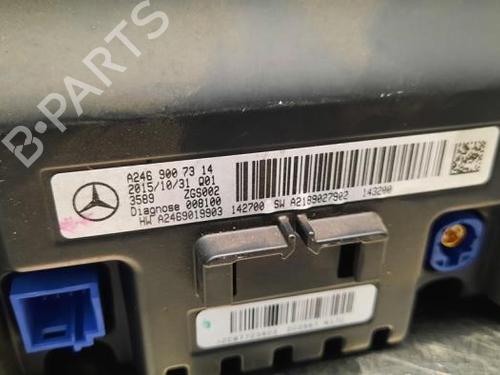 A246 900 73 14
2015/10/31 Q01
3589 ZGS002
Diagnose 008100
HW A2469019903 142700 SW A2189027902 143200
B-PARTS